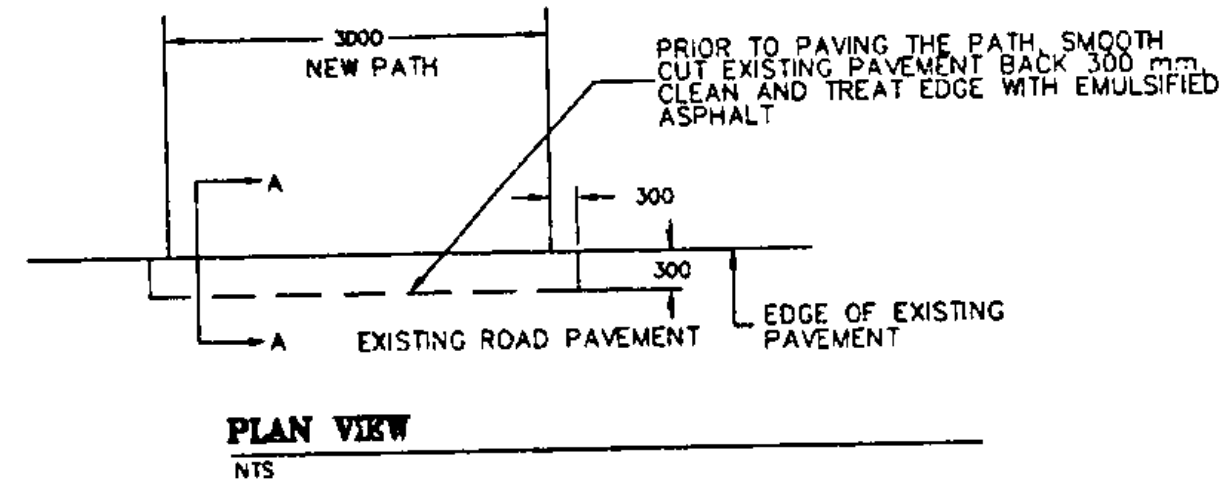 3000
NEW PATH
PRIOR TO PAVING THE PATH, SMOOTH
CUT EXISTING PAVEMENT BACK 300 mm,
CLEAN AND TREAT EDGE WITH EMULSIFIED
ASPHALT
A
300
300
A
EXISTING ROAD PAVEMENT
EDGE OF EXISTING
PAVEMENT
PLAN VIEW
NTS